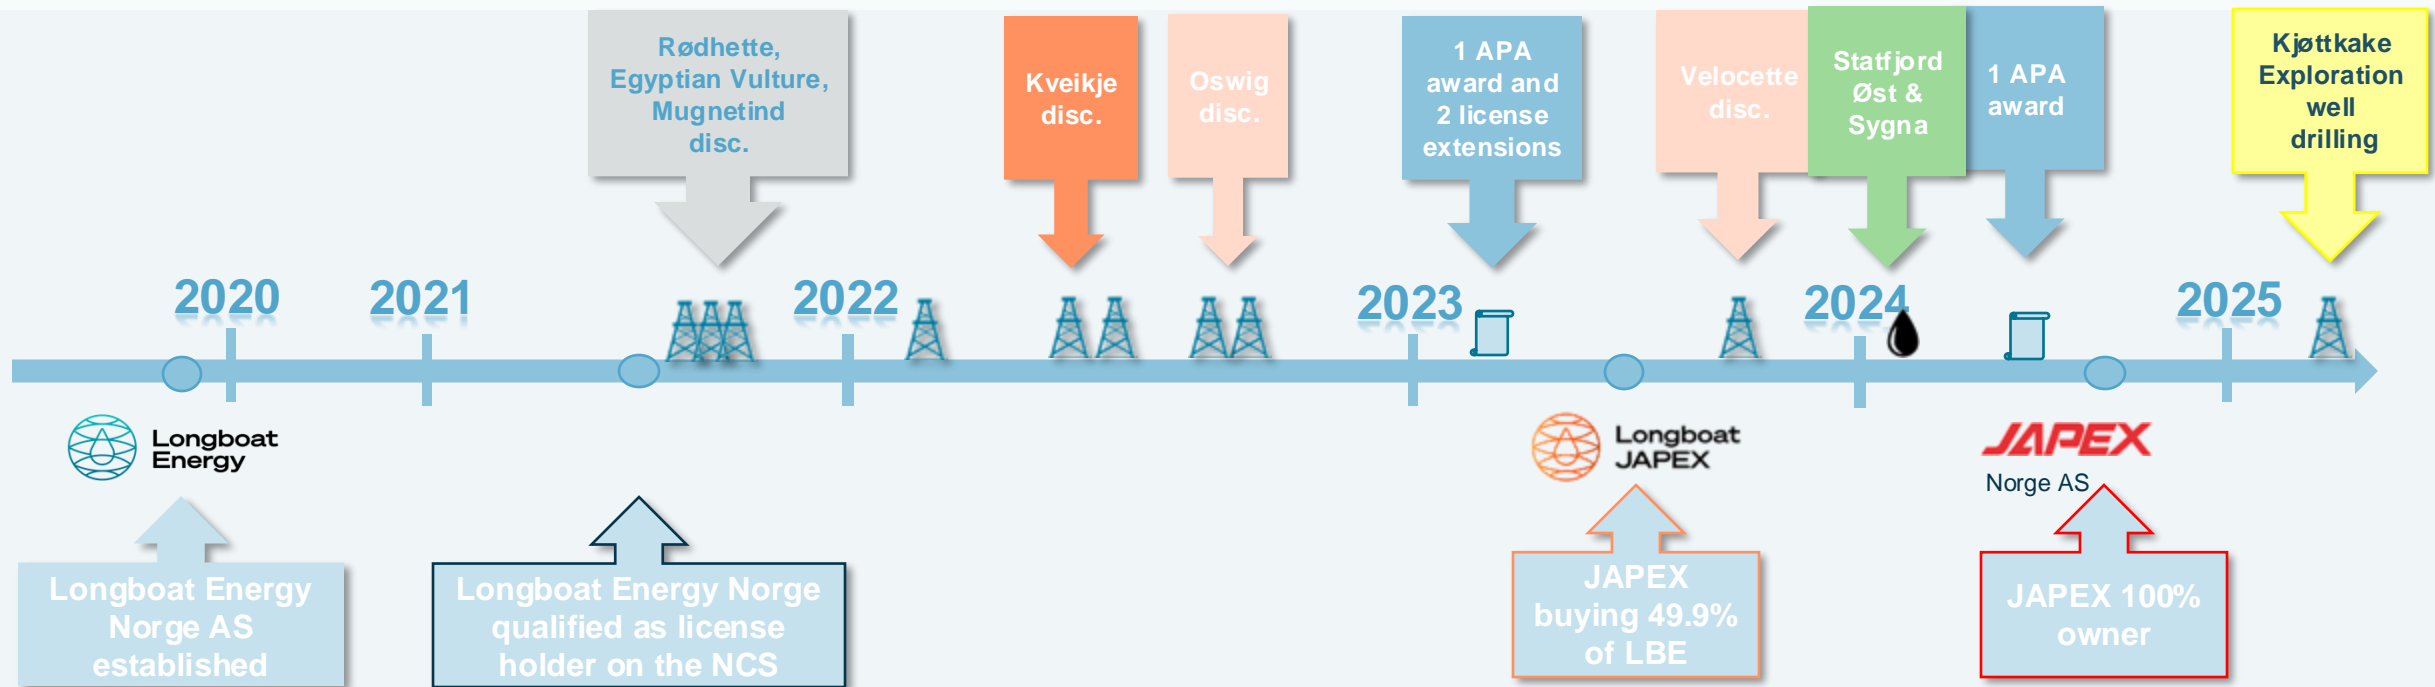 Rødhette,
Egyptian Vulture,
Mugnetind
disc.
Kveikje
disc.
Oswig
disc.
1 APA
award and
2 license
extensions
Velocette
disc.
Statfjord
Øst &
Sygna
1 APA
award
Kjøttkake
Exploration
well
drilling
2020
2021
2022
2023
2024
2025
Longboat
Energy
Longboat
JAPEX
JAPEX
Norge AS
Longboat Energy
Norge AS
established
Longboat Energy Norge
qualified as license
holder on the NCS
JAPEX
buying 49.9%
of LBE
JAPEX 100%
owner